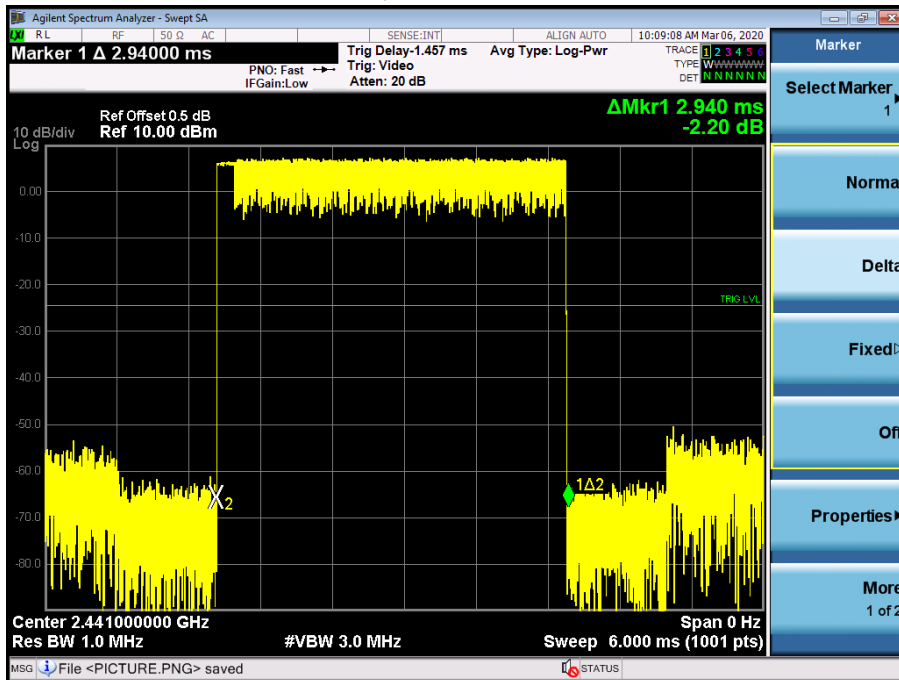 Agilent Spectrum Analyzer - Swept SA
LXI RL RF 50 Ω AC SENSE:INT ALIGN AUTO 10:09:08 AM Mar 06, 2020
Marker 1 Δ 2.94000 ms
PNO: Fast
IFGain:Low
Trig Delay-1.457 ms
Trig: Video
Atten: 20 dB
Avg Type: Log-Pwr
TRACE 1 2 3 4 5 6
TYPE WWWWWWW
DET N N N N N N
Ref Offset 0.5 dB
Ref 10.00 dBm
10 dB/div
Log
ΔMkr1 2.940 ms
-2.20 dB
0.00
-10.0
-20.0
-30.0
-40.0
-50.0
-60.0
-70.0
-80.0
TRIG LVL
2
1Δ2
Center 2.441000000 GHz
Span 0 Hz
Res BW 1.0 MHz
#VBW 3.0 MHz
Sweep 6.000 ms (1001 pts)
MSG File <PICTURE.PNG> saved
STATUS
Marker
Select Marker
1
Norma
Delta
Fixed
Off
Properties
More
1 of 2